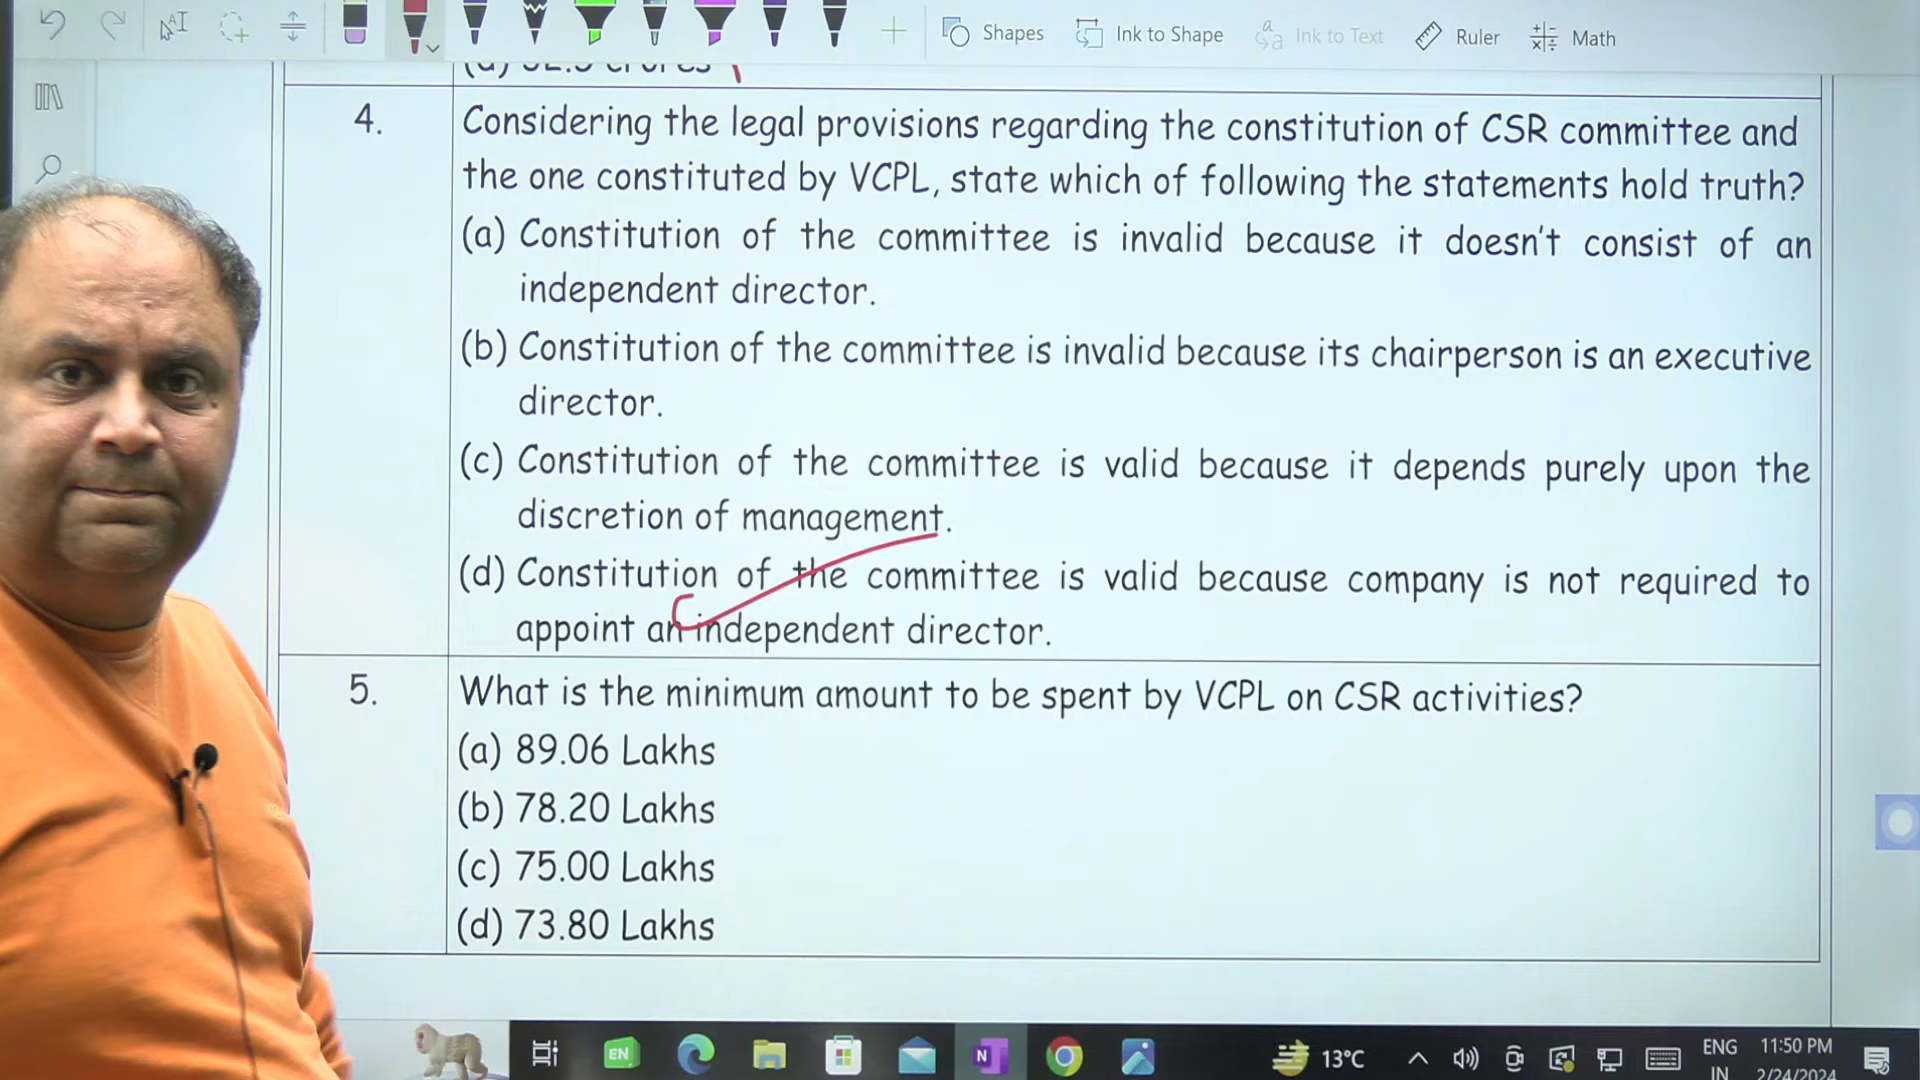 Shapes
Ink to Shape
Ink to Text
Ruler
Math
4.
Considering the legal provisions regarding the constitution of CSR committee and
the one constituted by VCPL, state which of following the statements hold truth?
(a) Constitution of the committee is invalid because it doesn't consist of an
independent director.
(b) Constitution of the committee is invalid because its chairperson is an executive
director.
(c) Constitution of the committee is valid because it depends purely upon the
discretion of management.
(d) Constitution of the committee is valid because company is not required to
appoint an independent director.
5.
What is the minimum amount to be spent by VCPL on CSR activities?
(a) 89.06 Lakhs
(b) 78.20 Lakhs
(c) 75.00 Lakhs
(d) 73.80 Lakhs
EN
N
13°C
ENG
IN
11:50 PM
2/24/2024